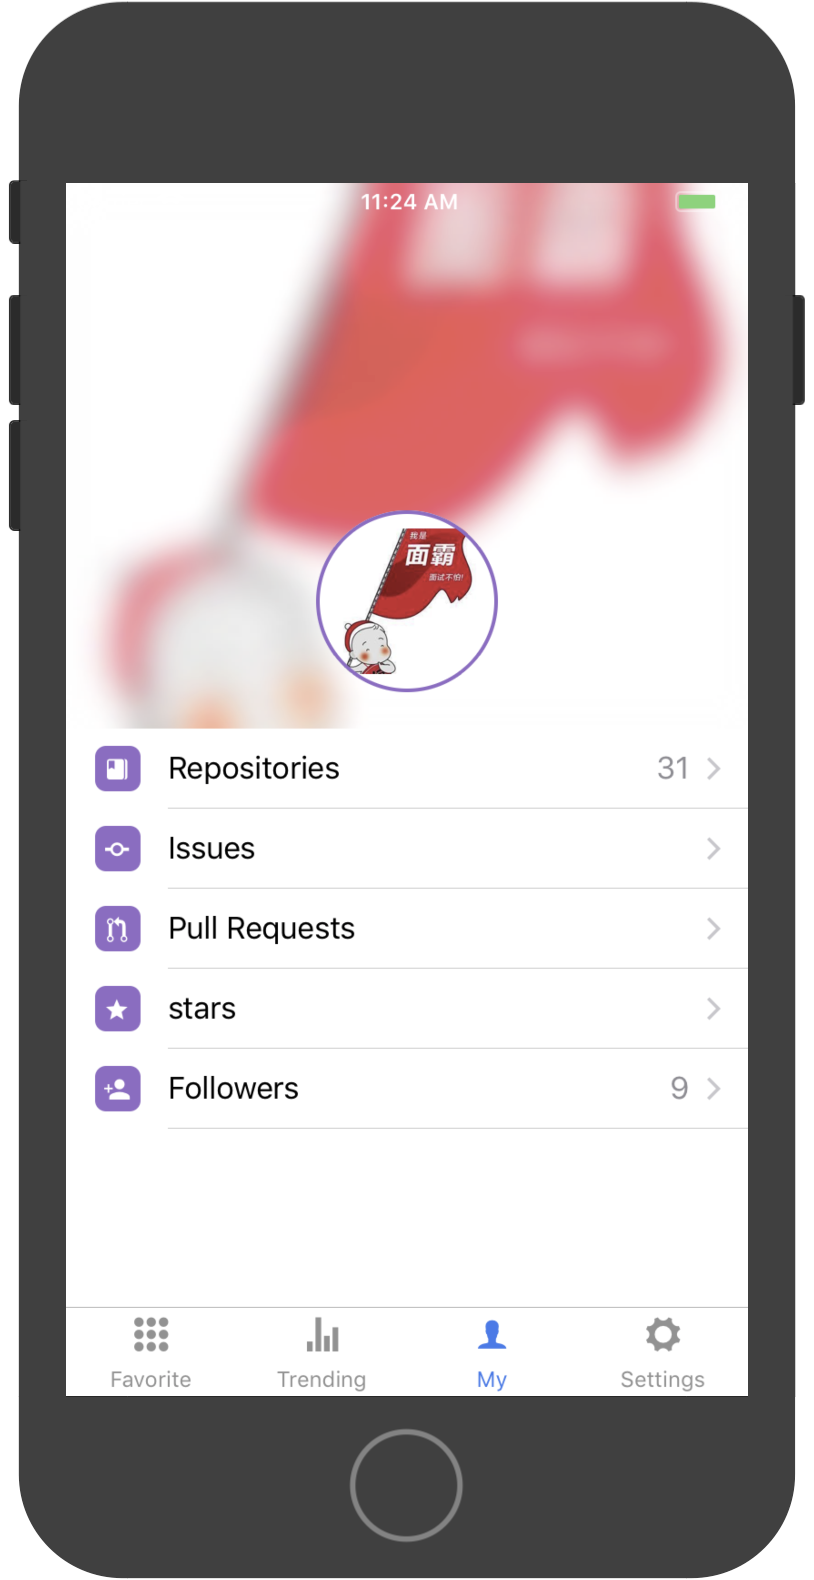 11:24 AM
我是
面霸
面试不怕!
Repositories 31
Issues
Pull Requests
stars
Followers 9
Favorite Trending My Settings